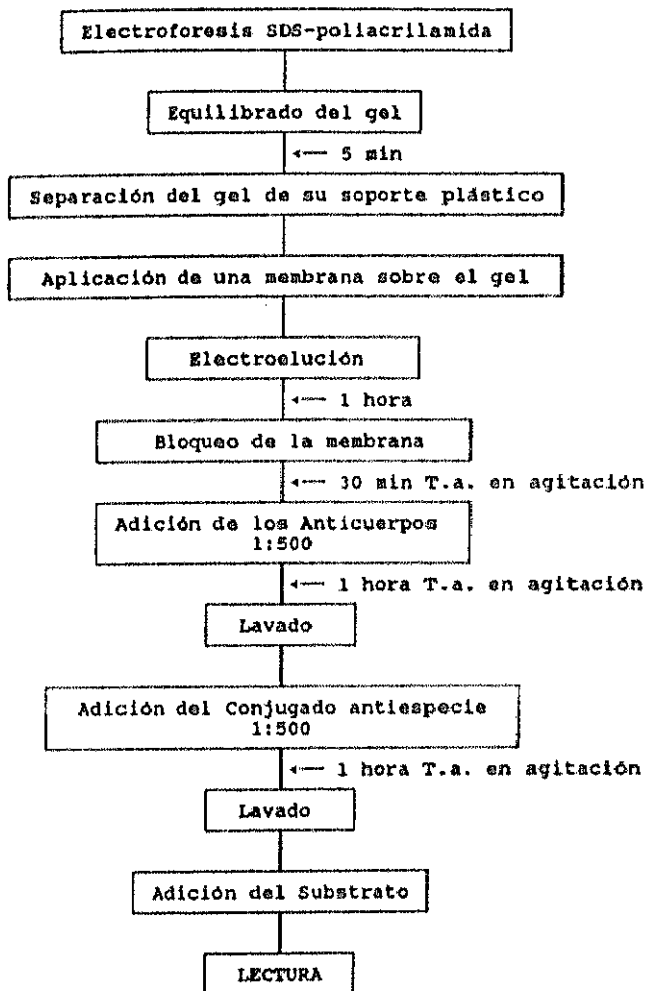 Electroforesis SDS-poliacrilamida
Equilibrado del gel
5 min
Separación del gel de su soporte plástico
Aplicación de una membrana sobre el gel
Electroelución
1 hora
Bloqueo de la membrana
30 min T.a. en agitación
Adición de los Anticuerpos
1:500
1 hora T.a. en agitación
Lavado
Adición del Conjugado antiespecie
1:500
1 hora T.a. en agitación
Lavado
Adición del Substrato
LECTURA